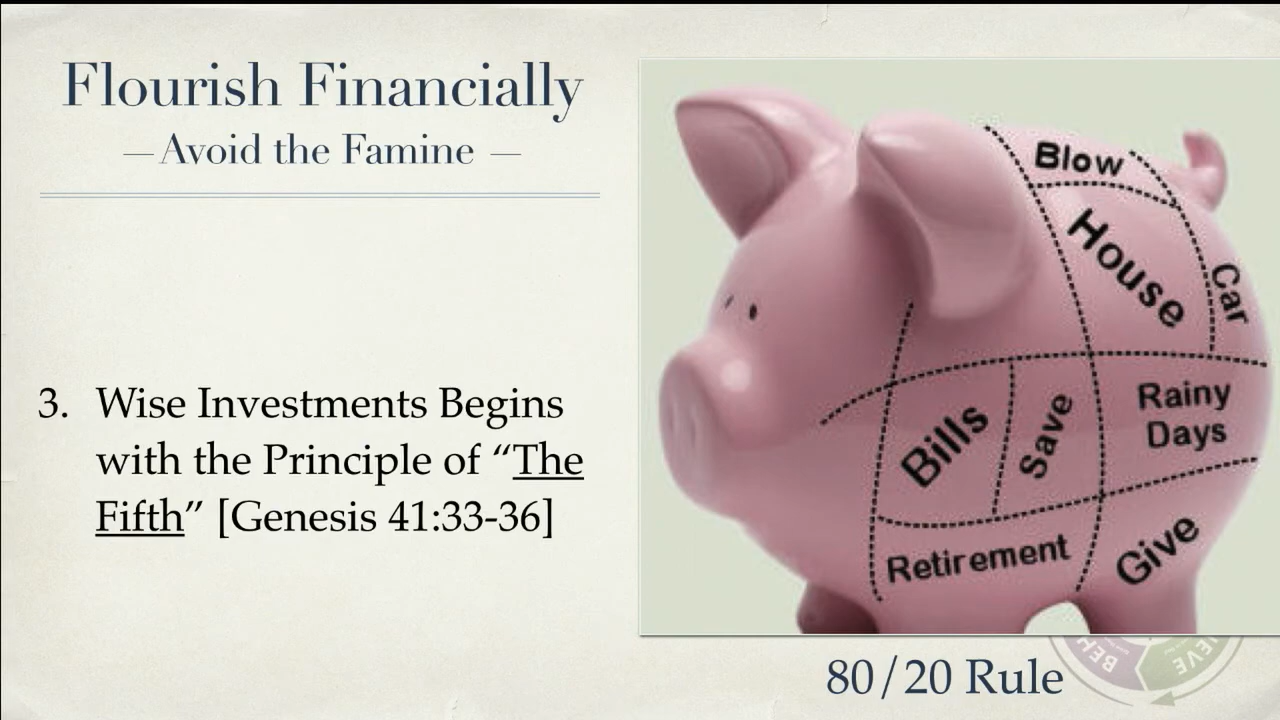 Flourish Financially
—Avoid the Famine —
3. Wise Investments Begins
with the Principle of “The
Fifth” [Genesis 41:33-36]
Blow
House
Car
Bills
Save
Rainy
Days
Retirement
Give
80/20 Rule